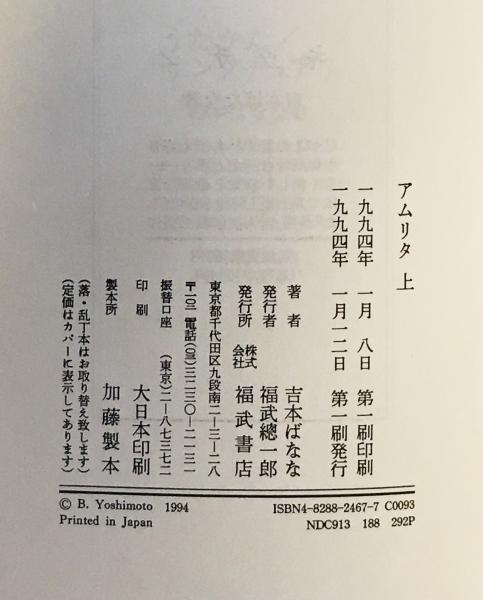 アムリタ 上
一九九四年 一月 八日 第一刷印刷
一九九四年 一月一二日 第一刷発行
著者 吉本ばなな
発行者 福武總一郎
発行所 株式会社 福武書店
東京都千代田区九段南二―三―二八
〒一〇二 電話(〇三)三二三〇―二一三一
振替口座 (東京)二―八七三七二
印刷 大日本印刷
製本所 加藤製本
(落・乱丁本はお取り替え致します)
(定価はカバーに表示してあります)
© B. Yoshimoto 1994
Printed in Japan
ISBN4-8288-2467-7 C0093
NDC913 188 292P